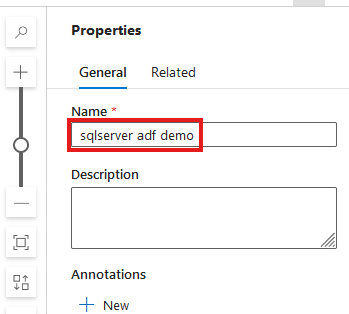 Properties
General Related
Name *
sqlserver adf demo
Description
Annotations
New